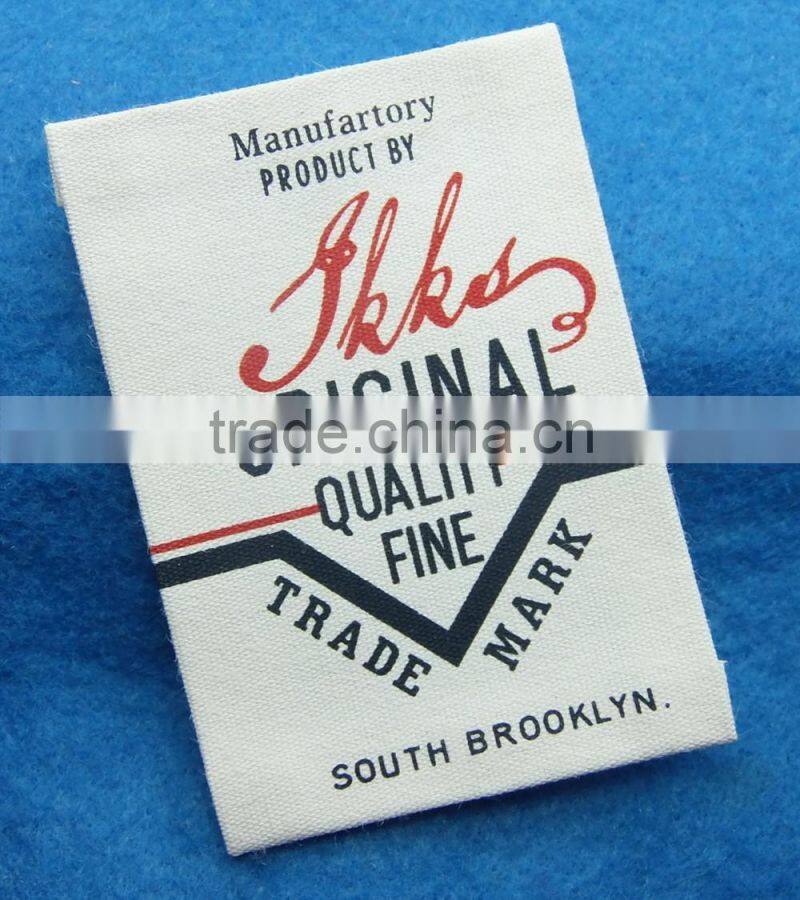 Manufartory
PRODUCT BY
Ikks
ORIGINAL
trade.china.cn
QUALITY
FINE
TRADE MARK
SOUTH BROOKLYN.